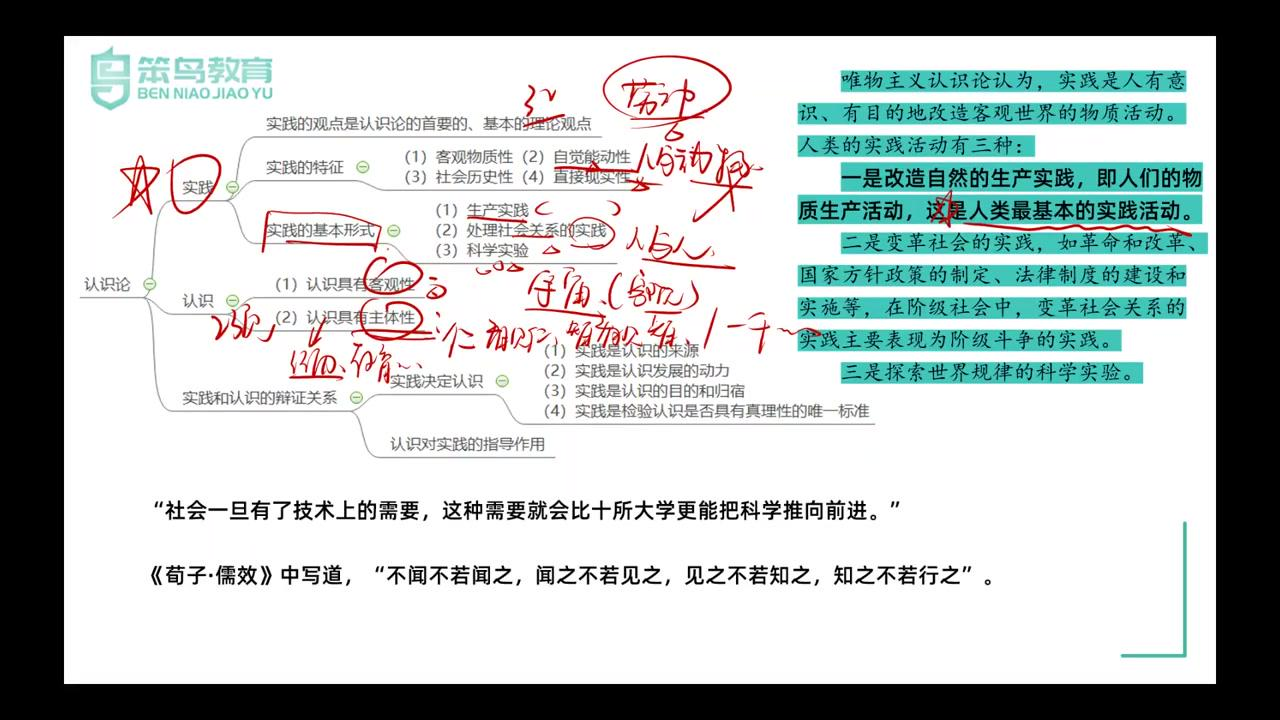 笨鸟教育
BEN NIAO JIAO YU
劳动
实践的观点是认识论的首要的、基本的理论观点
实践
实践的特征
（1）客观物质性（2）自觉能动性
（3）社会历史性（4）直接现实性
人与动物
实践的基本形式
（1）生产实践
（2）处理社会关系的实践
（3）科学实验
人与人
认识论
认识
（1）认识具有客观性
（2）认识具有主体性
宇宙
实践和认识的辩证关系
实践决定认识
（1）实践是认识的来源
（2）实践是认识发展的动力
（3）实践是认识的目的和归宿
（4）实践是检验认识是否具有真理性的唯一标准
认识对实践的指导作用
唯物主义认识论认为，实践是人有意
识、有目的地改造客观世界的物质活动。
人类的实践活动有三种：
一是改造自然的生产实践，即人们的物
质生产活动，这是人类最基本的实践活动。
二是变革社会的实践，如革命和改革、
国家方针政策的制定、法律制度的建设和
实施等，在阶级社会中，变革社会关系的
实践主要表现为阶级斗争的实践。
三是探索世界规律的科学实验。
“社会一旦有了技术上的需要，这种需要就会比十所大学更能把科学推向前进。”
《荀子·儒效》中写道，“不闻不若闻之，闻之不若见之，见之不若知之，知之不若行之”。